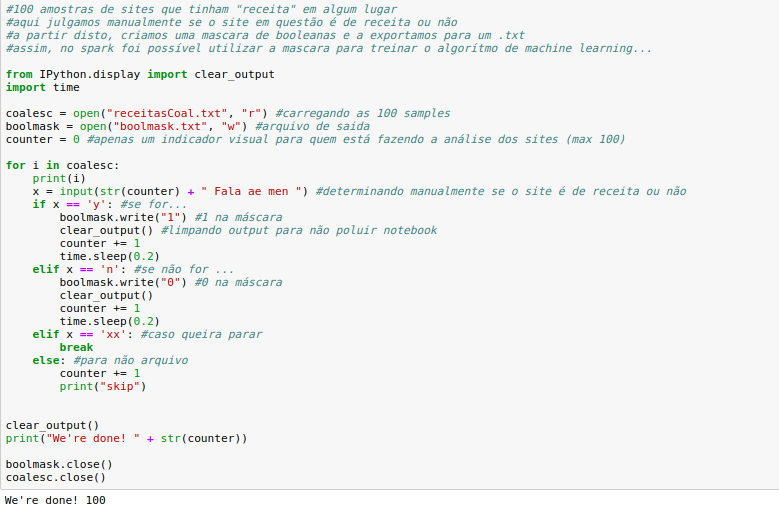 #100 amostras de sites que tinham "receita" em algum lugar
#aqui julgamos manualmente se o site em questão é de receita ou não
#a partir disto, criamos uma mascara de booleanas e a exportamos para um .txt
#assim, no spark foi possível utilizar a mascara para treinar o algorítmo de machine learning...

from IPython.display import clear_output
import time

coalesc = open("receitasCoal.txt", "r") #carregando as 100 samples
boolmask = open("boolmask.txt", "w") #arquivo de saida
counter = 0 #apenas um indicador visual para quem está fazendo a análise dos sites (max 100)

for i in coalesc:
    print(i)
    x = input(str(counter) + " Fala ae men ") #determinando manualmente se o site é de receita ou não
    if x == 'y': #se for...
        boolmask.write("1") #1 na máscara
        clear_output() #limpando output para não poluir notebook
        counter += 1
        time.sleep(0.2)
    elif x == 'n': #se não for ...
        boolmask.write("0") #0 na máscara
        clear_output()
        counter += 1
        time.sleep(0.2)
    elif x == 'xx': #caso queira parar
        break
    else: #para não arquivo
        counter += 1
        print("skip")


clear_output()
print("We're done! " + str(counter))

boolmask.close()
coalesc.close()
We're done! 100